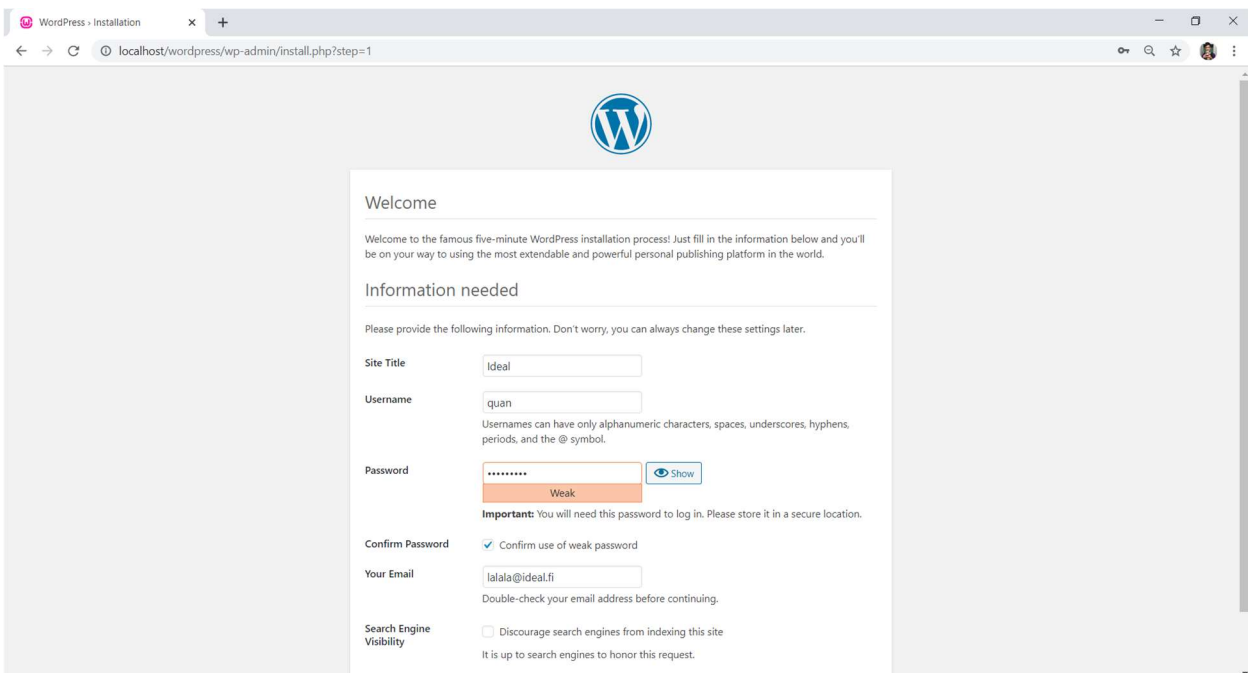 WordPress › Installation
localhost/wordpress/wp-admin/install.php?step=1
Welcome
Welcome to the famous five-minute WordPress installation process! Just fill in the information below and you’ll
be on your way to using the most extendable and powerful personal publishing platform in the world.
Information needed
Please provide the following information. Don’t worry, you can always change these settings later.
Site Title
Ideal
Username
quan
Usernames can have only alphanumeric characters, spaces, underscores, hyphens,
periods, and the @ symbol.
Password
•••••••••
Show
Weak
Important: You will need this password to log in. Please store it in a secure location.
Confirm Password
Confirm use of weak password
Your Email
lalala@ideal.fi
Double-check your email address before continuing.
Search Engine
Visibility
Discourage search engines from indexing this site
It is up to search engines to honor this request.